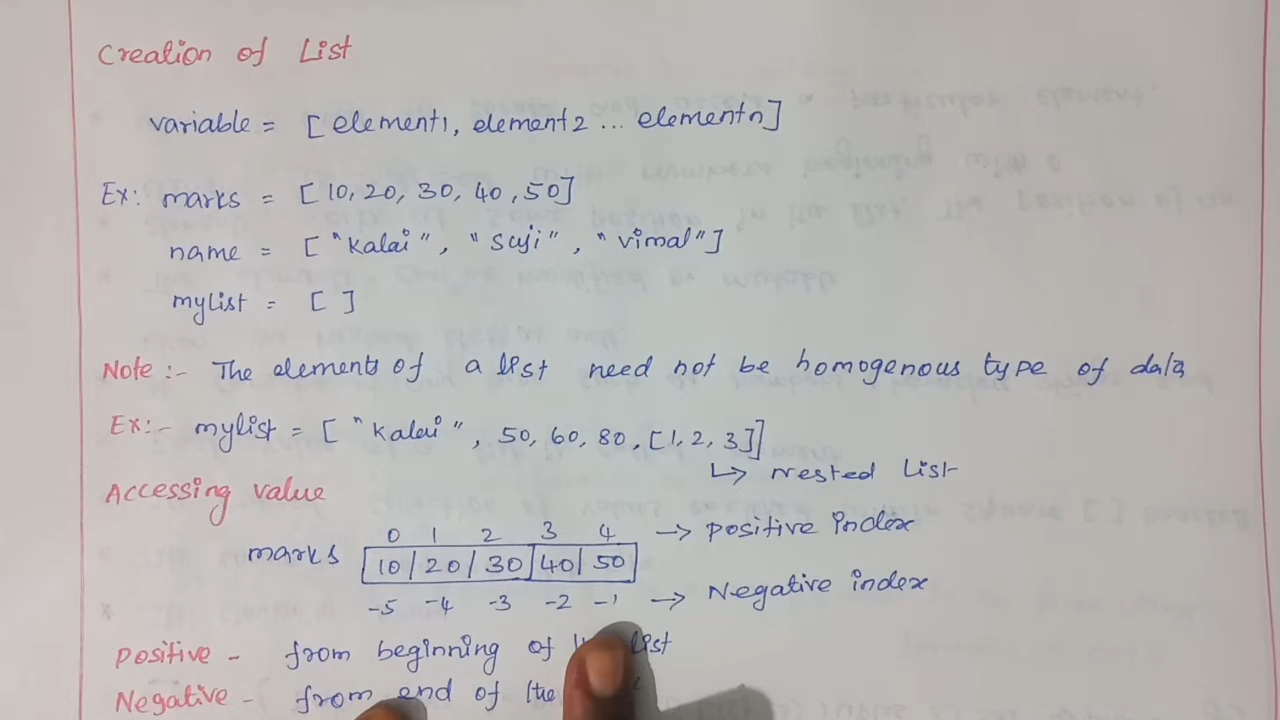 Creation of List
variable = [element1, element2 ... elementn]
Ex: marks = [10, 20, 30, 40, 50]
name = ["Kalai", "Suji", "Vimal"]
mylist = [ ]
Note :- The elements of a list need not be homogenous type of data
Ex:- mylist = [ "Kalai", 50, 60, 80, [1, 2, 3]]
↳ nested List
Accessing value
0 1 2 3 4 → positive index
marks 10 20 30 40 50
-5 -4 -3 -2 -1 → Negative index
Positive - from beginning of list
Negative - from end of the